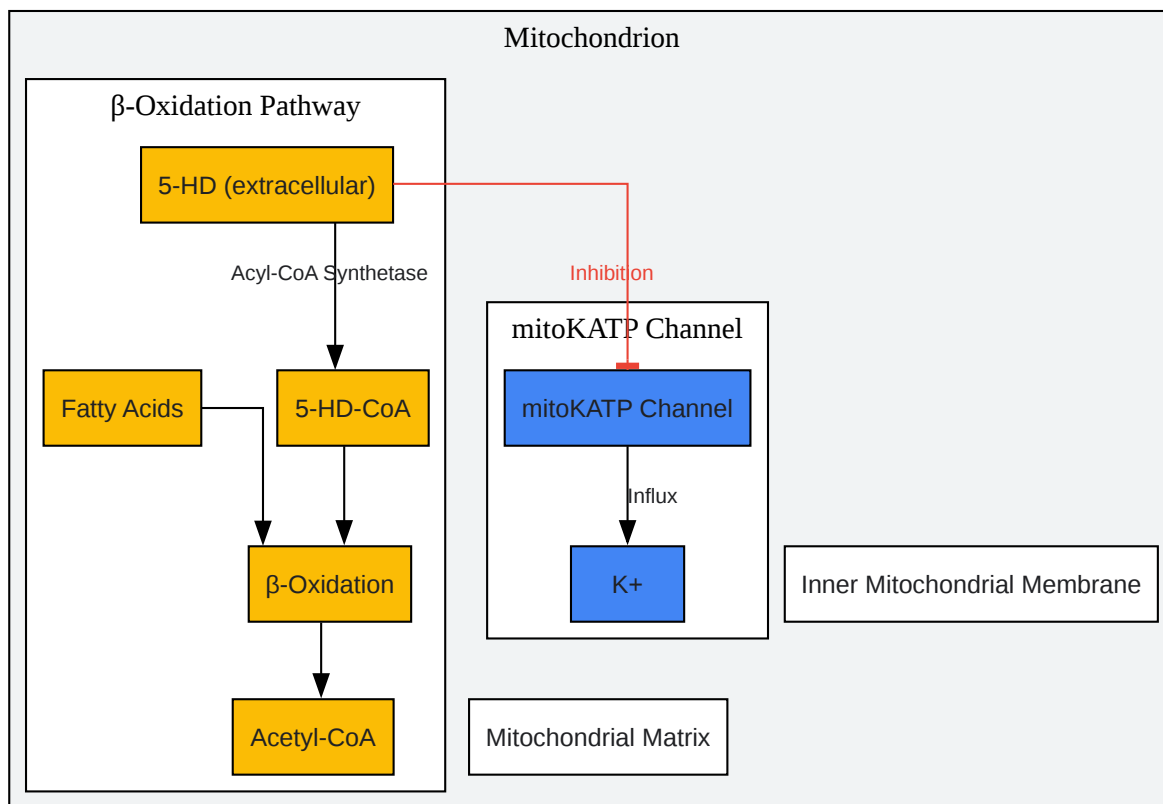 Mitochondrion
β-Oxidation Pathway
5-HD (extracellular)
Acyl-CoA Synthetase
Inhibition
mitoKATP Channel
Fatty Acids
5-HD-CoA
mitoKATP Channel
Influx
β-Oxidation
K+
Inner Mitochondrial Membrane
Acetyl-CoA
Mitochondrial Matrix